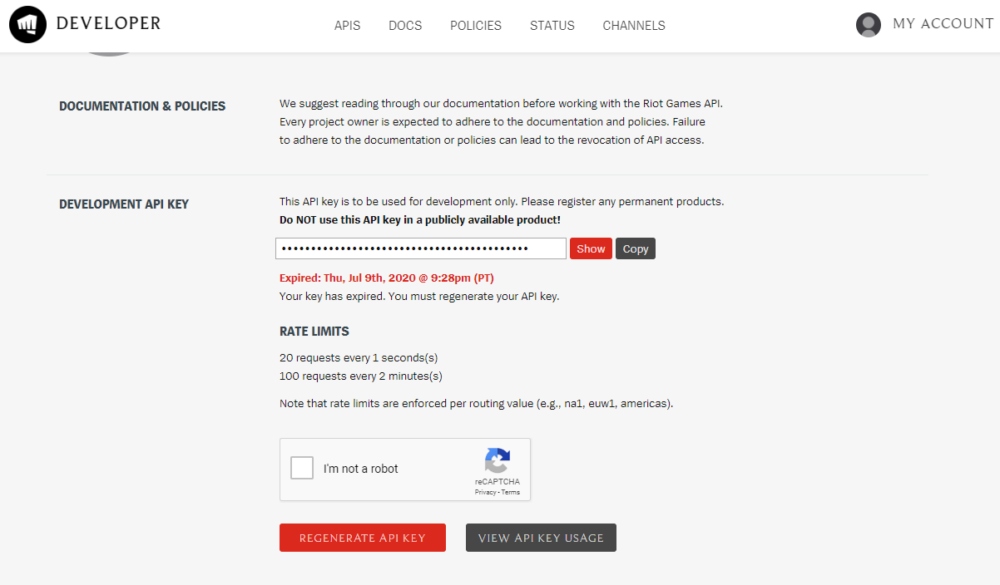 DEVELOPER
APIS DOCS POLICIES STATUS CHANNELS
MY ACCOUNT
DOCUMENTATION & POLICIES
We suggest reading through our documentation before working with the Riot Games API.
Every project owner is expected to adhere to the documentation and policies. Failure
to adhere to the documentation or policies can lead to the revocation of API access.
DEVELOPMENT API KEY
This API key is to be used for development only. Please register any permanent products.
Do NOT use this API key in a publicly available product!
Show Copy
Expired: Thu, Jul 9th, 2020 @ 9:28pm (PT)
Your key has expired. You must regenerate your API key.
RATE LIMITS
20 requests every 1 seconds(s)
100 requests every 2 minutes(s)
Note that rate limits are enforced per routing value (e.g., na1, euw1, americas).
I'm not a robot
reCAPTCHA
Privacy - Terms
REGENERATE API KEY VIEW API KEY USAGE